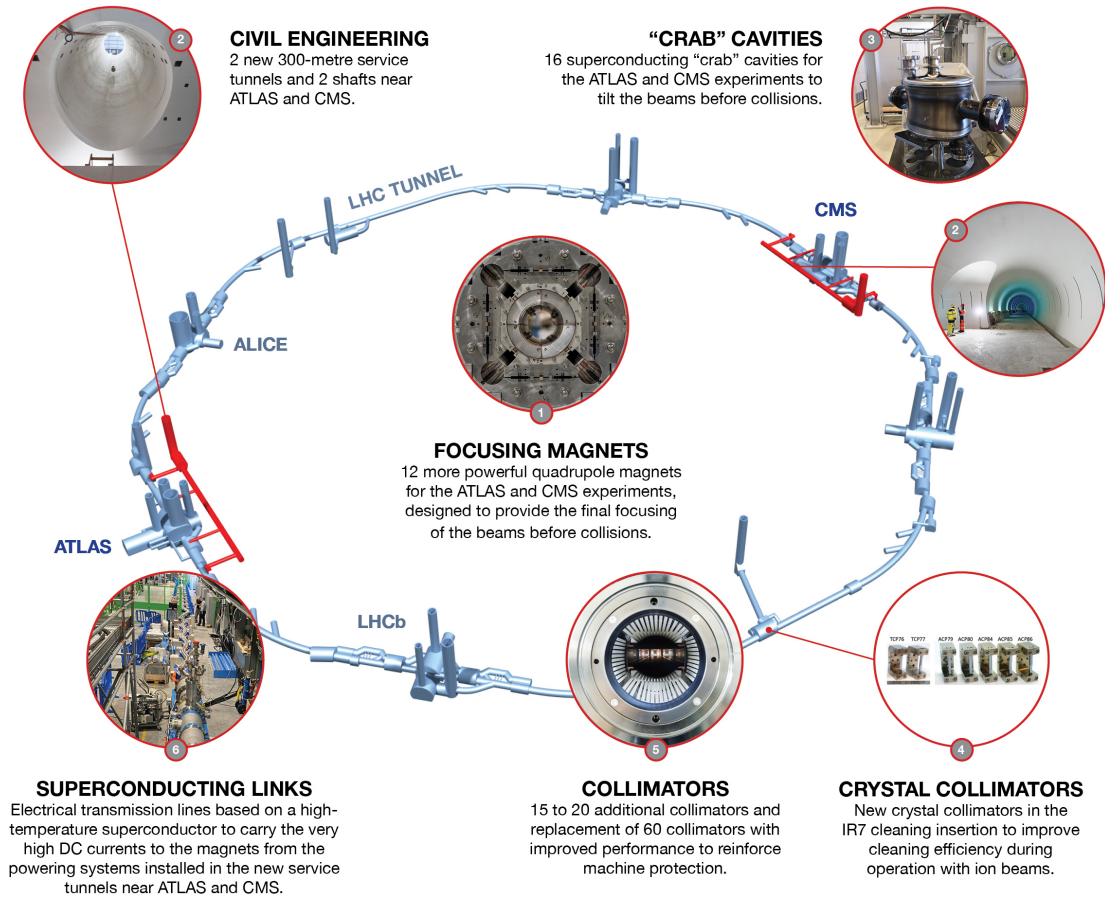 2
CIVIL ENGINEERING
2 new 300-metre service
tunnels and 2 shafts near
ATLAS and CMS.
“CRAB” CAVITIES
16 superconducting “crab” cavities for
the ATLAS and CMS experiments to
tilt the beams before collisions.
3
LHC TUNNEL
CMS
2
ALICE
1
FOCUSING MAGNETS
12 more powerful quadrupole magnets
for the ATLAS and CMS experiments,
designed to provide the final focusing
of the beams before collisions.
ATLAS
LHCb
TCP76 TCP77 ACP79 ACP80 ACP84 ACP85 ACP86
6
5
4
SUPERCONDUCTING LINKS
Electrical transmission lines based on a high-
temperature superconductor to carry the very
high DC currents to the magnets from the
powering systems installed in the new service
tunnels near ATLAS and CMS.
COLLIMATORS
15 to 20 additional collimators and
replacement of 60 collimators with
improved performance to reinforce
machine protection.
CRYSTAL COLLIMATORS
New crystal collimators in the
IR7 cleaning insertion to improve
cleaning efficiency during
operation with ion beams.